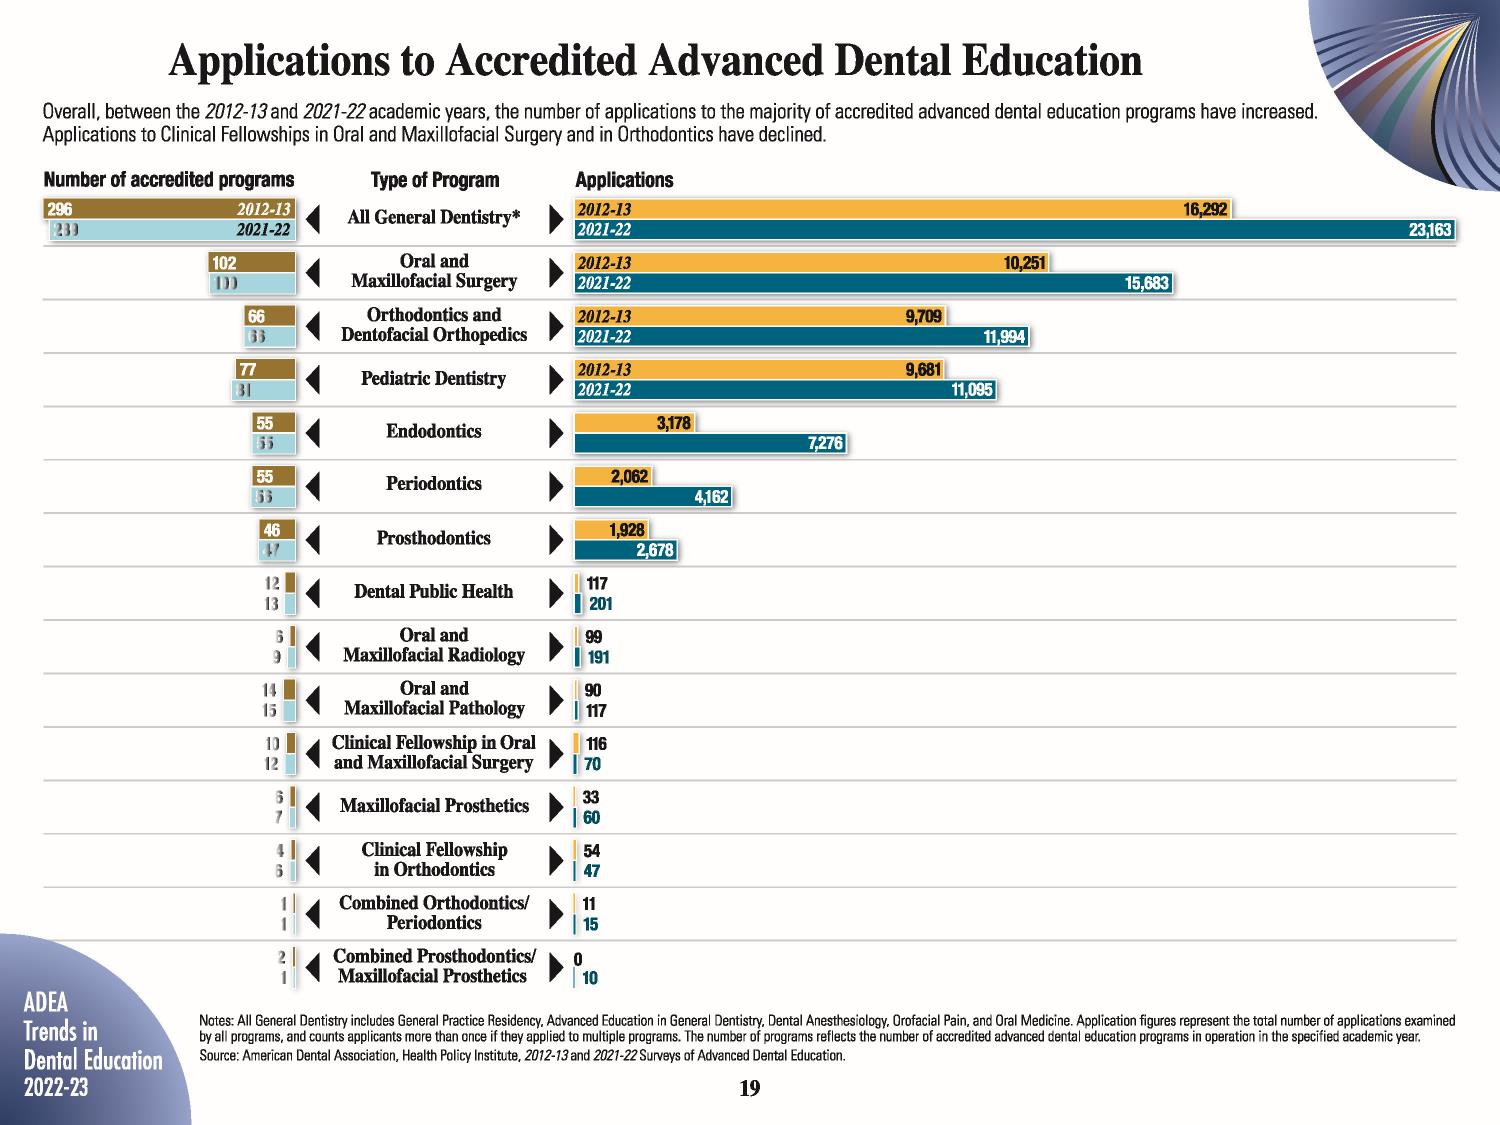 Applications to Accredited Advanced Dental Education
Overall, between the 2012-13 and 2021-22 academic years, the number of applications to the majority of accredited advanced dental education programs have increased.
Applications to Clinical Fellowships in Oral and Maxillofacial Surgery and in Orthodontics have declined.
Number of accredited programs Type of Program Applications
296 2012-13
2021-22
All General Dentistry*
2012-13 16,292
2021-22 23,163
102
Oral and
Maxillofacial Surgery
2012-13 10,251
2021-22 15,683
66
Orthodontics and
Dentofacial Orthopedics
2012-13 9,709
2021-22 11,994
77
81
Pediatric Dentistry
2012-13 9,681
2021-22 11,095
55
Endodontics
3,178
7,276
55
Periodontics
2,062
4,162
46
47
Prosthodontics
1,928
2,678
12
13
Dental Public Health
117
201
6
9
Oral and
Maxillofacial Radiology
99
191
14
15
Oral and
Maxillofacial Pathology
90
117
10
12
Clinical Fellowship in Oral
and Maxillofacial Surgery
116
70
6
7
Maxillofacial Prosthetics
33
60
4
6
Clinical Fellowship
in Orthodontics
54
47
1
1
Combined Orthodontics/
Periodontics
11
15
2
1
Combined Prosthodontics/
Maxillofacial Prosthetics
0
10
Notes: All General Dentistry includes General Practice Residency, Advanced Education in General Dentistry, Dental Anesthesiology, Orofacial Pain, and Oral Medicine. Application figures represent the total number of applications examined
by all programs, and counts applicants more than once if they applied to multiple programs. The number of programs reflects the number of accredited advanced dental education programs in operation in the specified academic year.
Source: American Dental Association, Health Policy Institute, 2012-13 and 2021-22 Surveys of Advanced Dental Education.
ADEA
Trends in
Dental Education
2022-23
19